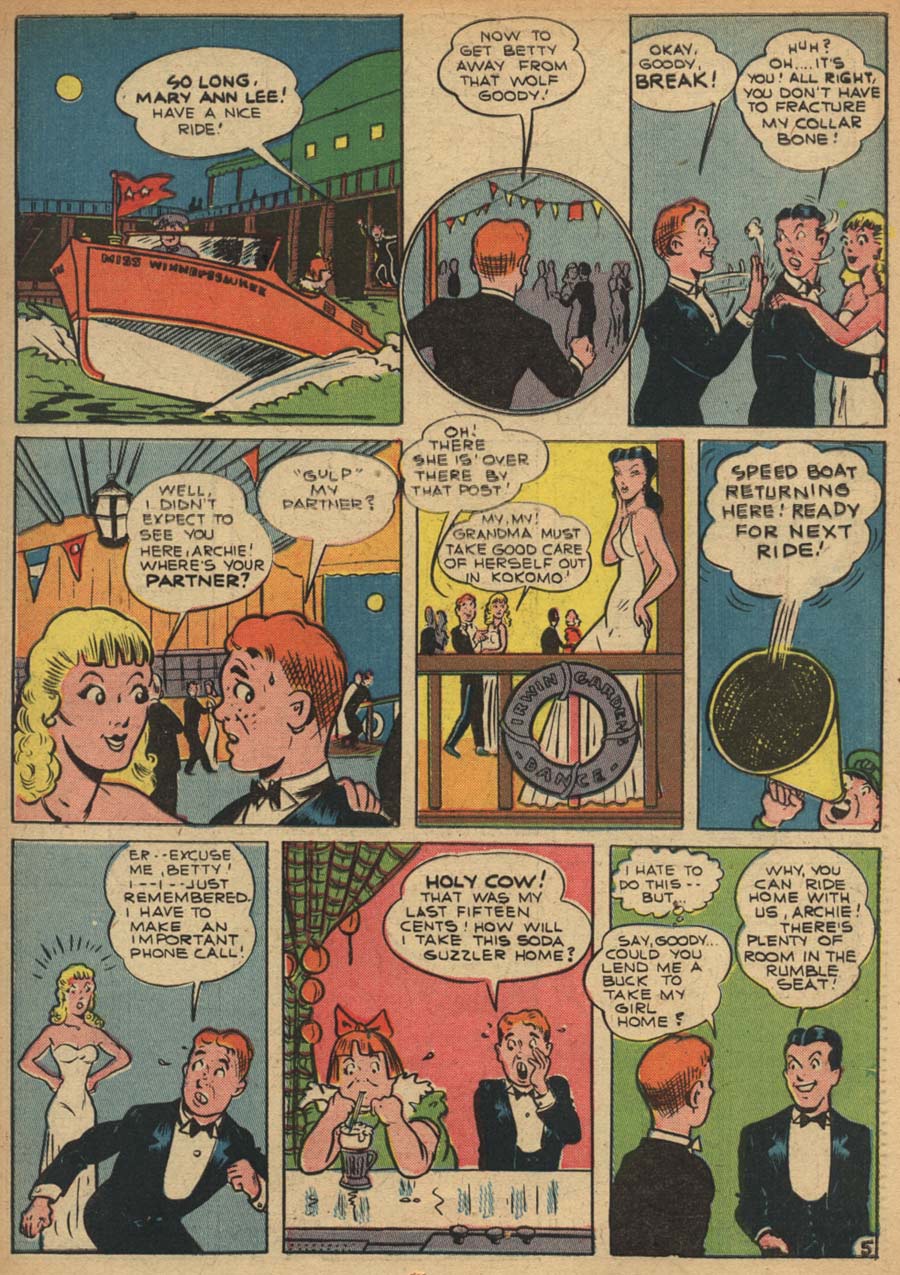 SO LONG,
MARY ANN LEE!
HAVE A NICE
RIDE!
MISS WINNEPESAUKEE
NOW TO
GET BETTY
AWAY FROM
THAT WOLF
GOODY!
OKAY,
GOODY,
BREAK!
HUH?
OH....IT'S
YOU! ALL RIGHT,
YOU DON'T HAVE
TO FRACTURE
MY COLLAR
BONE!
WELL,
I DIDN'T
EXPECT TO
SEE YOU
HERE, ARCHIE!
WHERE'S YOUR
PARTNER?
"GULP"
MY
PARTNER?
OH!
THERE
SHE IS OVER
THERE BY
THAT POST!
MY, MY!
GRANDMA MUST
TAKE GOOD CARE
OF HERSELF OUT
IN KOKOMO!
IRWIN GARDENS
- DANCE -
SPEED BOAT
RETURNING
HERE! READY
FOR NEXT
RIDE!
ER--EXCUSE
ME, BETTY!
I--I--JUST
REMEMBERED.
I HAVE TO
MAKE AN
IMPORTANT
PHONE CALL!
HOLY COW!
THAT WAS MY
LAST FIFTEEN
CENTS! HOW WILL
I TAKE THIS SODA
GUZZLER HOME?
I HATE TO
DO THIS--
BUT...
SAY, GOODY...
COULD YOU
LEND ME A
BUCK TO
TAKE MY
GIRL
HOME?
WHY, YOU
CAN RIDE
HOME WITH
US, ARCHIE!
THERE'S
PLENTY OF
ROOM IN THE
RUMBLE
SEAT!
5